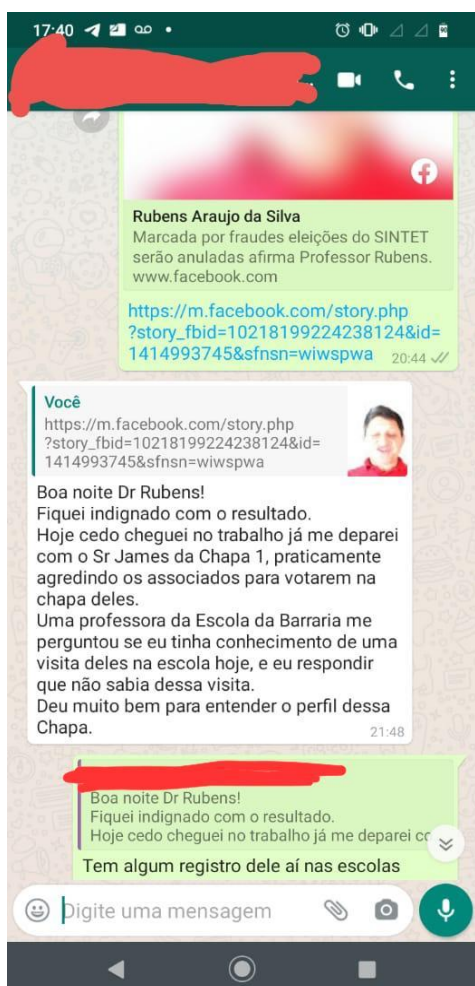 17:40
Rubens Araujo da Silva
Marcada por fraudes eleições do SINTET
serão anuladas afirma Professor Rubens.
www.facebook.com
https://m.facebook.com/story.php
?story_fbid=10218199224238124&id=
1414993745&sfnsn=wiwspwa 20:44
Você
https://m.facebook.com/story.php
?story_fbid=10218199224238124&id=
1414993745&sfnsn=wiwspwa
Boa noite Dr Rubens!
Fiquei indignado com o resultado.
Hoje cedo cheguei no trabalho já me deparei
com o Sr James da Chapa 1, praticamente
agredindo os associados para votarem na
chapa deles.
Uma professora da Escola da Barraria me
perguntou se eu tinha conhecimento de uma
visita deles na escola hoje, e eu respondir
que não sabia dessa visita.
Deu muito bem para entender o perfil dessa
Chapa. 21:48
Boa noite Dr Rubens!
Fiquei indignado com o resultado.
Hoje cedo cheguei no trabalho já me deparei
Tem algum registro dele aí nas escolas
Digite uma mensagem